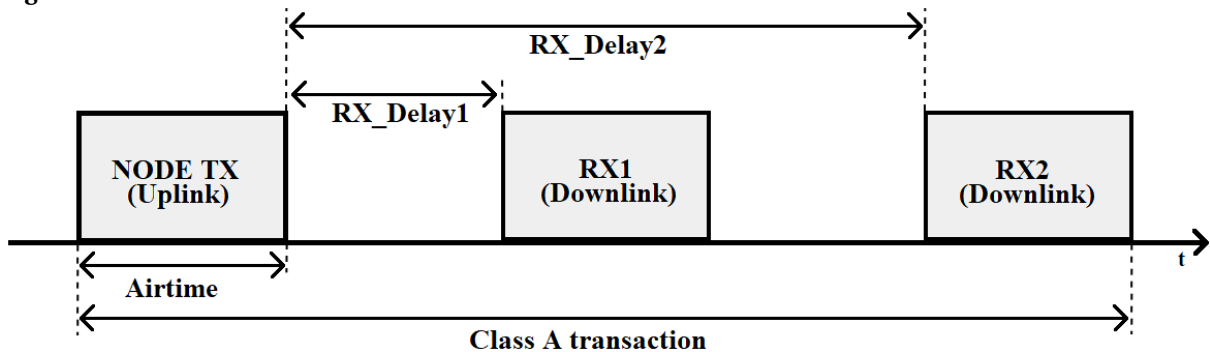 RX_Delay2
RX_Delay1
NODE TX
(Uplink)
RX1
(Downlink)
RX2
(Downlink)
t
Airtime
Class A transaction